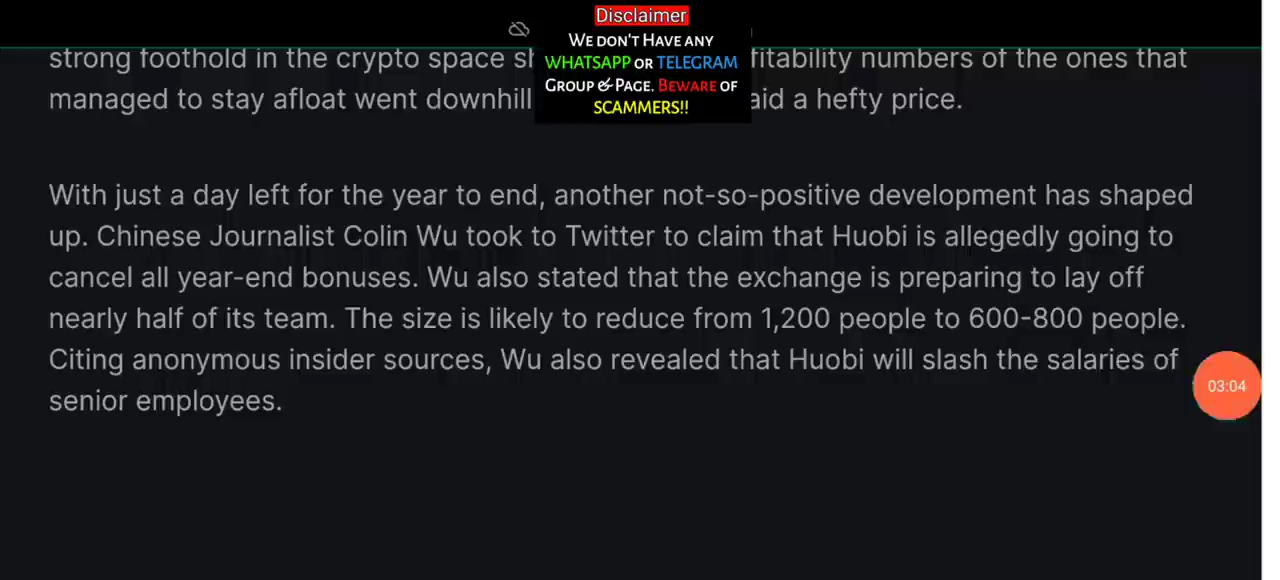 Disclaimer
We don't Have any
WHATSAPP or TELEGRAM
Group & Page. Beware of
SCAMMERS!!
strong foothold in the crypto space fitability numbers of the ones that
managed to stay afloat went downhill aid a hefty price.
With just a day left for the year to end, another not-so-positive development has shaped
up. Chinese Journalist Colin Wu took to Twitter to claim that Huobi is allegedly going to
cancel all year-end bonuses. Wu also stated that the exchange is preparing to lay off
nearly half of its team. The size is likely to reduce from 1,200 people to 600-800 people.
Citing anonymous insider sources, Wu also revealed that Huobi will slash the salaries of
senior employees.
03:04